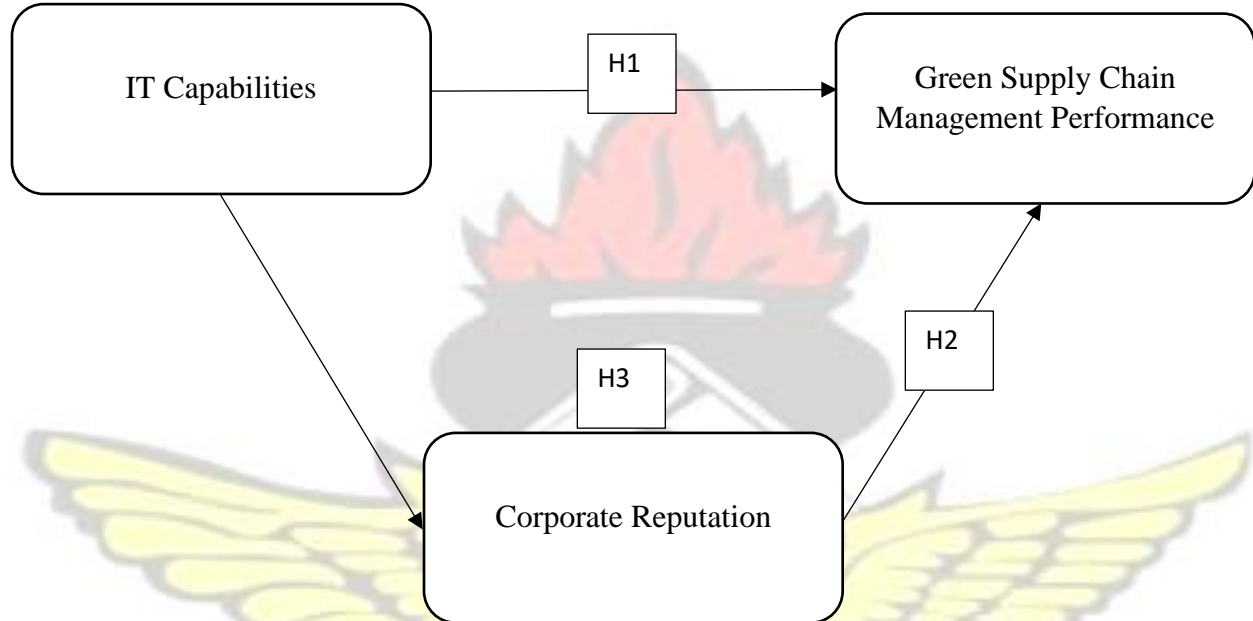 IT Capabilities
H1
Green Supply Chain
Management Performance
H2
H3
Corporate Reputation